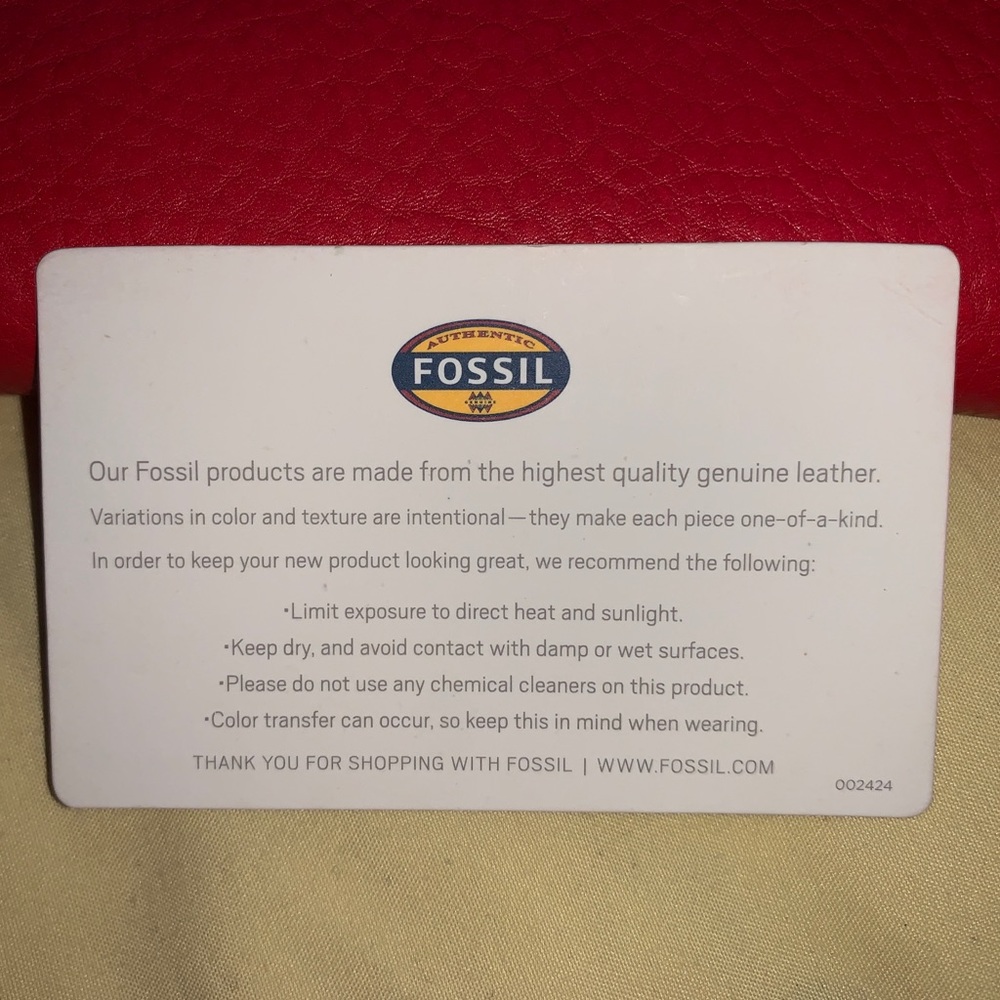 AUTHENTIC
FOSSIL
Our Fossil products are made from the highest quality genuine leather.
Variations in color and texture are intentional—they make each piece one-of-a-kind.
In order to keep your new product looking great, we recommend the following:
•Limit exposure to direct heat and sunlight.
•Keep dry, and avoid contact with damp or wet surfaces.
•Please do not use any chemical cleaners on this product.
•Color transfer can occur, so keep this in mind when wearing.
THANK YOU FOR SHOPPING WITH FOSSIL | WWW.FOSSIL.COM
002424